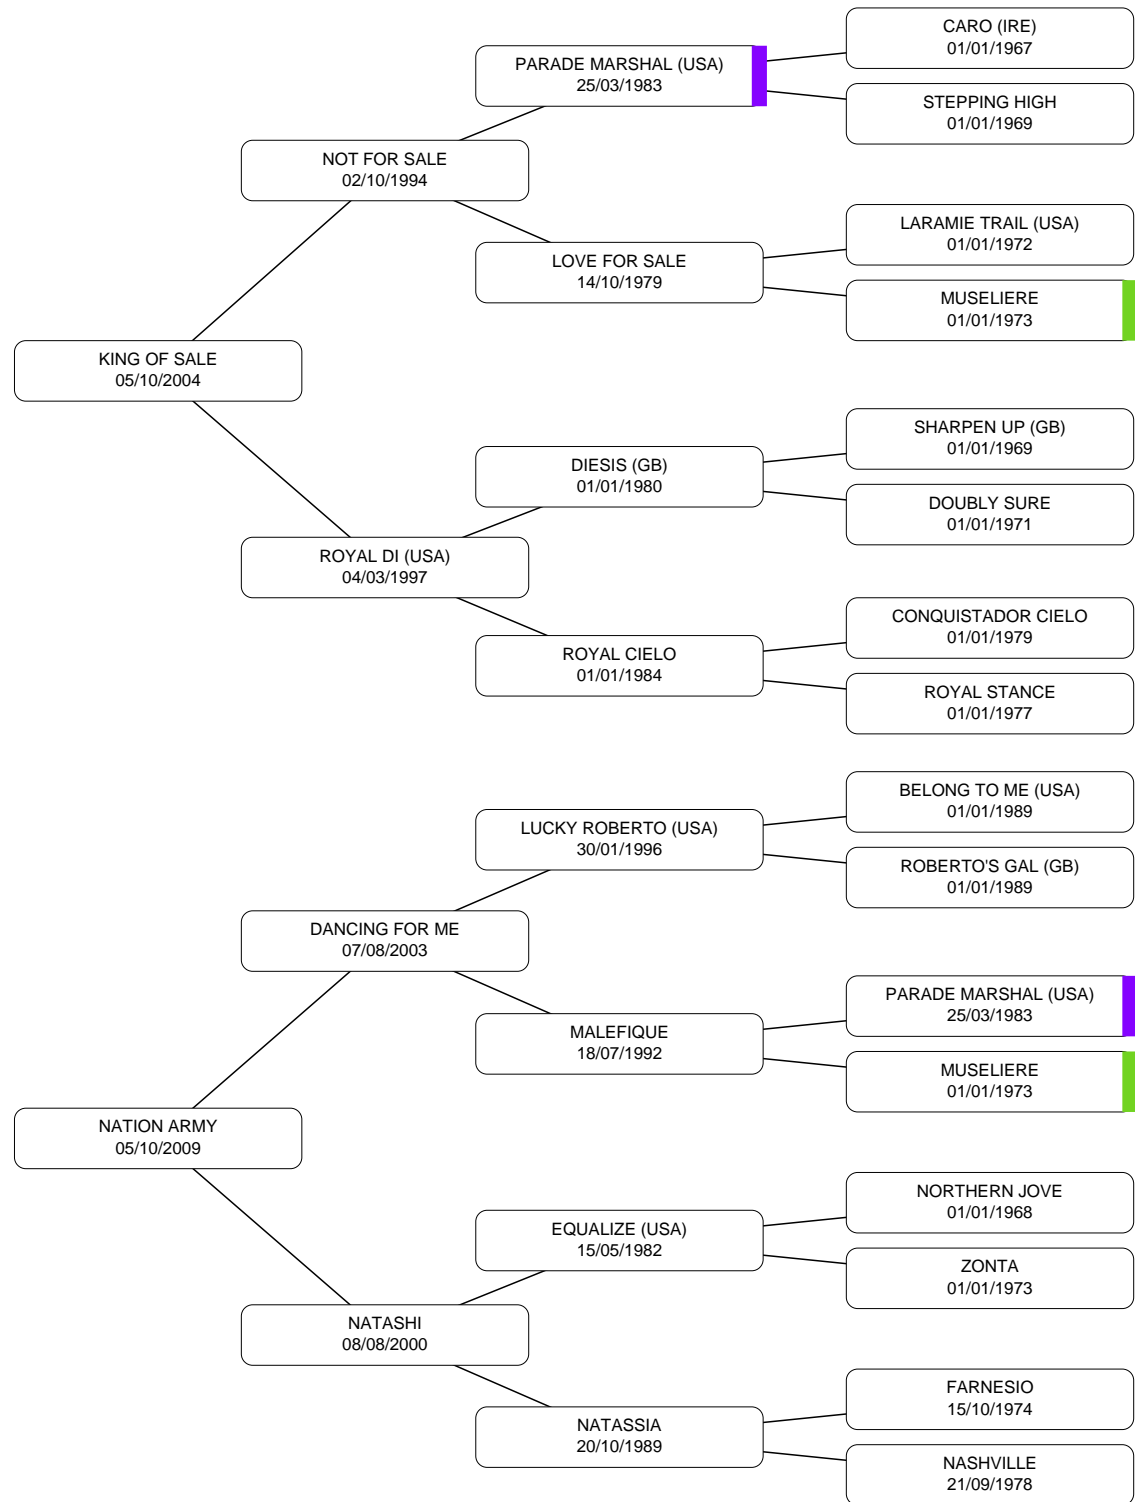 CARO (IRE)
01/01/1967
PARADE MARSHAL (USA)
25/03/1983
STEPPING HIGH
01/01/1969
NOT FOR SALE
02/10/1994
LARAMIE TRAIL (USA)
01/01/1972
LOVE FOR SALE
14/10/1979
MUSELIERE
01/01/1973
KING OF SALE
05/10/2004
SHARPEN UP (GB)
01/01/1969
DIESIS (GB)
01/01/1980
DOUBLY SURE
01/01/1971
ROYAL DI (USA)
04/03/1997
CONQUISTADOR CIELO
01/01/1979
ROYAL CIELO
01/01/1984
ROYAL STANCE
01/01/1977
BELONG TO ME (USA)
01/01/1989
LUCKY ROBERTO (USA)
30/01/1996
ROBERTO'S GAL (GB)
01/01/1989
DANCING FOR ME
07/08/2003
PARADE MARSHAL (USA)
25/03/1983
MALEFIQUE
18/07/1992
MUSELIERE
01/01/1973
NATION ARMY
05/10/2009
NORTHERN JOVE
01/01/1968
EQUALIZE (USA)
15/05/1982
ZONTA
01/01/1973
NATASHI
08/08/2000
FARNESIO
15/10/1974
NATASSIA
20/10/1989
NASHVILLE
21/09/1978